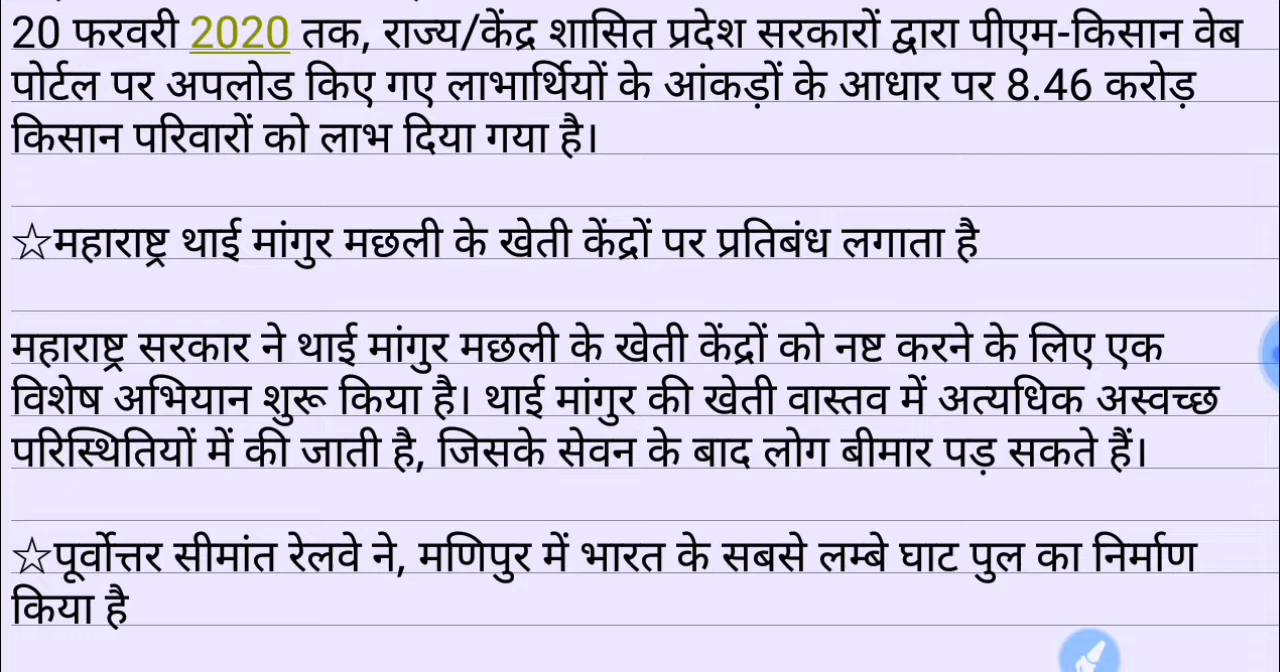 20 फरवरी 2020 तक, राज्य/केंद्र शासित प्रदेश सरकारों द्वारा पीएम-किसान वेब
पोर्टल पर अपलोड किए गए लाभार्थियों के आंकड़ों के आधार पर 8.46 करोड़
किसान परिवारों को लाभ दिया गया है।
☆महाराष्ट्र थाई मांगुर मछली के खेती केंद्रों पर प्रतिबंध लगाता है
महाराष्ट्र सरकार ने थाई मांगुर मछली के खेती केंद्रों को नष्ट करने के लिए एक
विशेष अभियान शुरू किया है। थाई मांगुर की खेती वास्तव में अत्यधिक अस्वच्छ
परिस्थितियों में की जाती है, जिसके सेवन के बाद लोग बीमार पड़ सकते हैं।
☆पूर्वोत्तर सीमांत रेलवे ने, मणिपुर में भारत के सबसे लम्बे घाट पुल का निर्माण
किया है